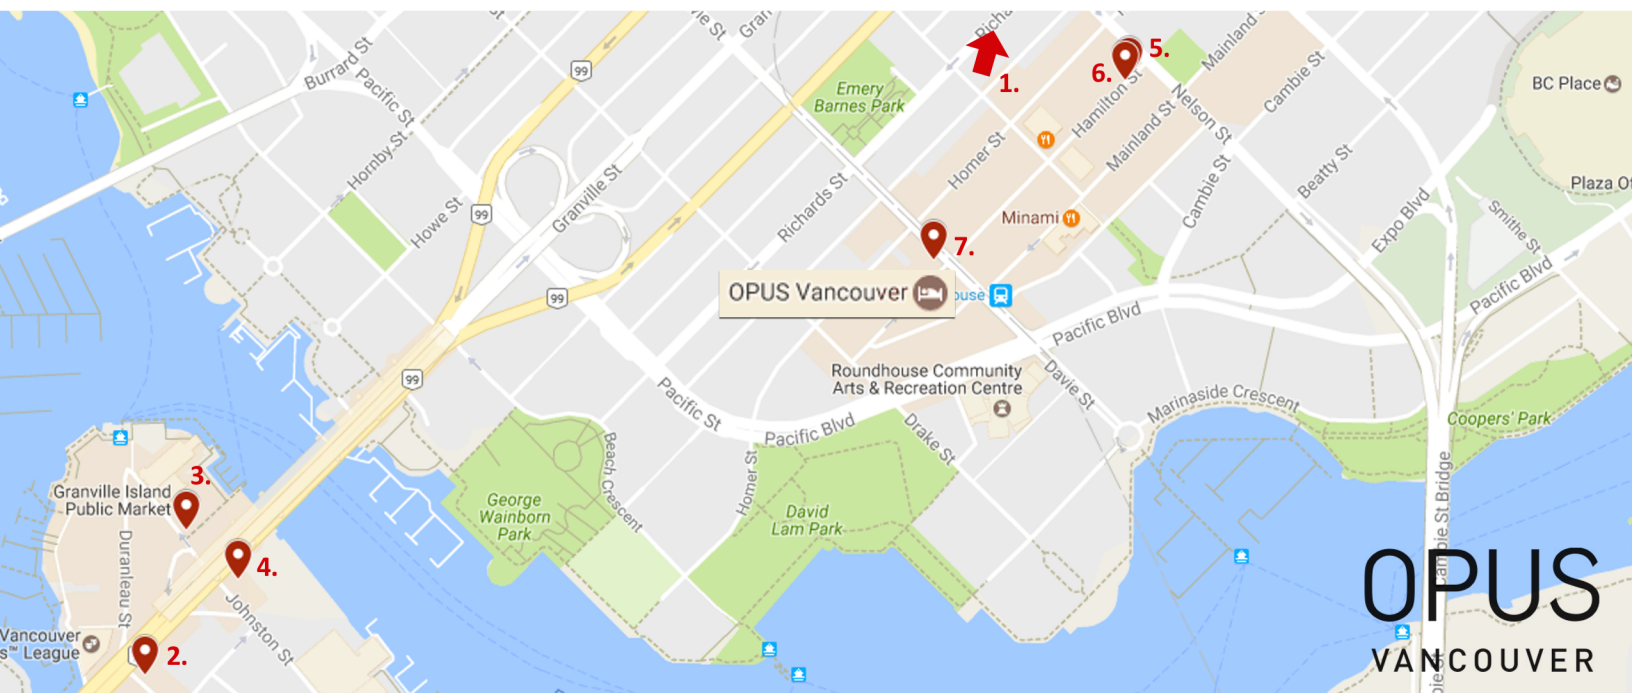 Burrard St
Pacific St
Hornby St
Howe St
99
99
99
99
Granville St
Emery
Barnes Park
1.
5.
6.
Mainland
Hamilton St
Nelson St
Cambie St
BC Place
Homer St
Mainland St
Richards St
Minami
Cambie St
Beatty St
Expo Blvd
Smithe St
Plaza Of
Pacific Blvd
7.
OPUS Vancouver
ouse
Pacific Blvd
Roundhouse Community
Arts & Recreation Centre
Davie St
Marinaside Crescent
Coopers' Park
Pacific St
Pacific Blvd
Drake St
Beach Crescent
Homer St
George
Wainborn
Park
David
Lam Park
3.
Granville Island
Public Market
Duranleau St
4.
Johnston St
Vancouver
s™ League
2.
Cambie St Bridge
OPUS
VANCOUVER